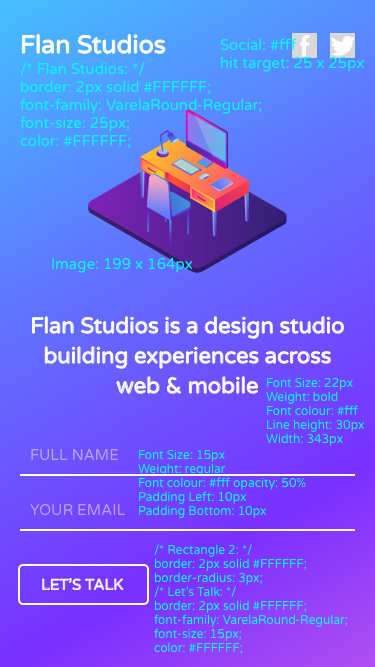 Flan Studios
Social: #fff
hit target: 25 x 25px
/* Flan Studios: */
border: 2px solid #FFFFFF;
font-family: VarelaRound-Regular;
font-size: 25px;
color: #FFFFFF;
Image: 199 x 164px
Flan Studios is a design studio
building experiences across
web & mobile
Font Size: 22px
Weight: bold
Font colour: #fff
Line height: 30px
Width: 343px
FULL NAME
Font Size: 15px
Weight: regular
Font colour: #fff opacity: 50%
Padding Left: 10px
Padding Bottom: 10px
YOUR EMAIL
/* Rectangle 2: */
border: 2px solid #FFFFFF;
border-radius: 3px;
/* Let's Talk: */
border: 2px solid #FFFFFF;
font-family: VarelaRound-Regular;
font-size: 15px;
color: #FFFFFF;
LET'S TALK